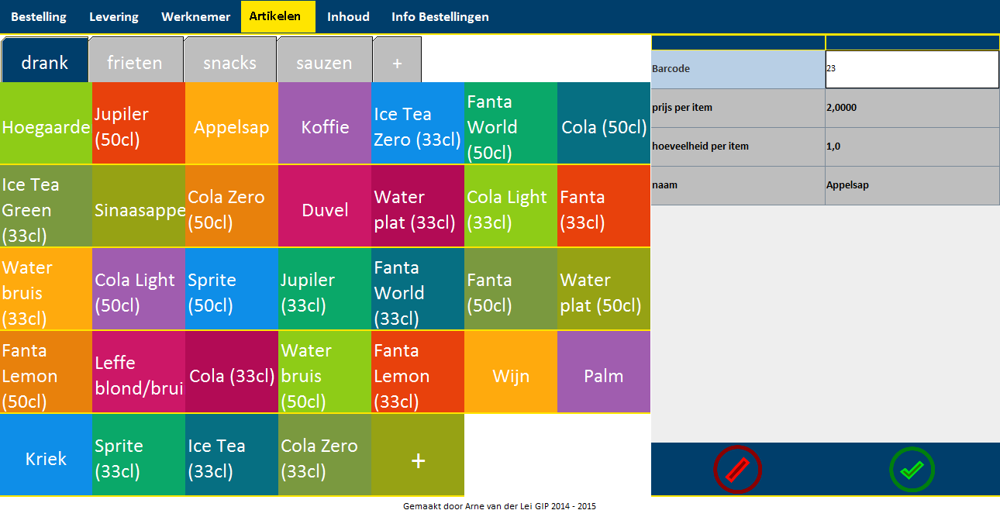 Bestelling Levering Werknemer Artikelen Inhoud Info Bestellingen
drank frieten snacks sauzen +
Hoegaarde
Jupiler
(50cl)
Appelsap
Koffie
Ice Tea
Zero (33cl)
Fanta
World
(50cl)
Cola (50cl)
Ice Tea
Green
(33cl)
Sinaasappe
Cola Zero
(50cl)
Duvel
Water
plat (33cl)
Cola Light
(33cl)
Fanta
(33cl)
Water
bruis
(33cl)
Cola Light
(50cl)
Sprite
(50cl)
Jupiler
(33cl)
Fanta
World
(33cl)
Fanta
(50cl)
Water
plat (50cl)
Fanta
Lemon
(50cl)
Leffe
blond/brui
Cola (33cl)
Water
bruis
(50cl)
Fanta
Lemon
(33cl)
Wijn
Palm
Kriek
Sprite
(33cl)
Ice Tea
(33cl)
Cola Zero
(33cl)
+
Barcode 23
prijs per item 2,0000
hoeveelheid per item 1,0
naam Appelsap
Gemaakt door Arne van der Lei GIP 2014 - 2015